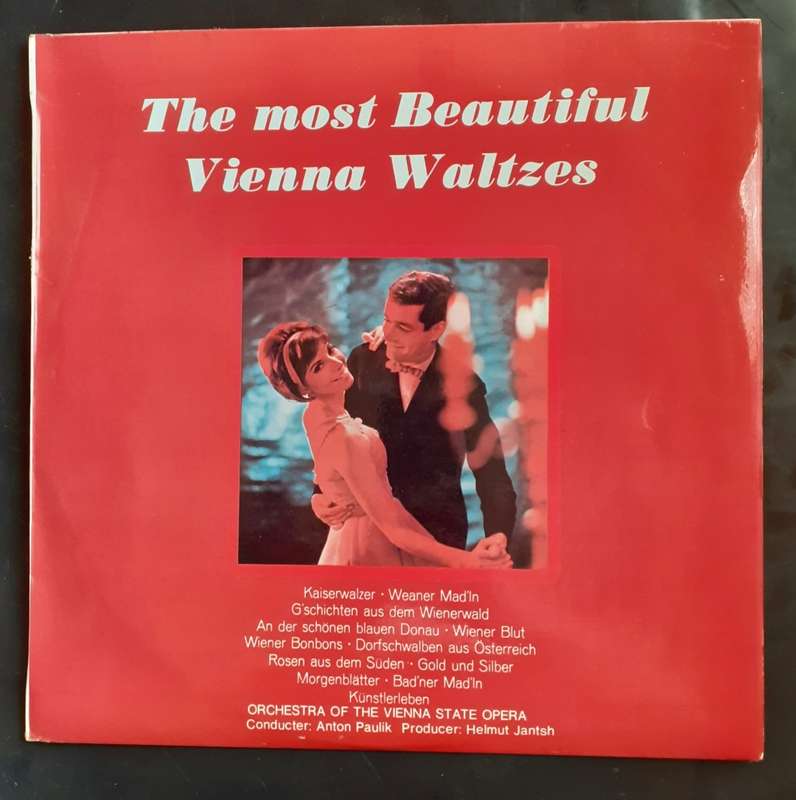 The most Beautiful
Vienna Waltzes
Kaiserwalzer · Weaner Mad'ln
G'schichten aus dem Wienerwald
An der schönen blauen Donau · Wiener Blut
Wiener Bonbons · Dorfschwalben aus Österreich
Rosen aus dem Süden · Gold und Silber
Morgenblätter · Bad'ner Mad'ln
Künstlerleben
ORCHESTRA OF THE VIENNA STATE OPERA
Conducter: Anton Paulik Producer: Helmut Jantsh